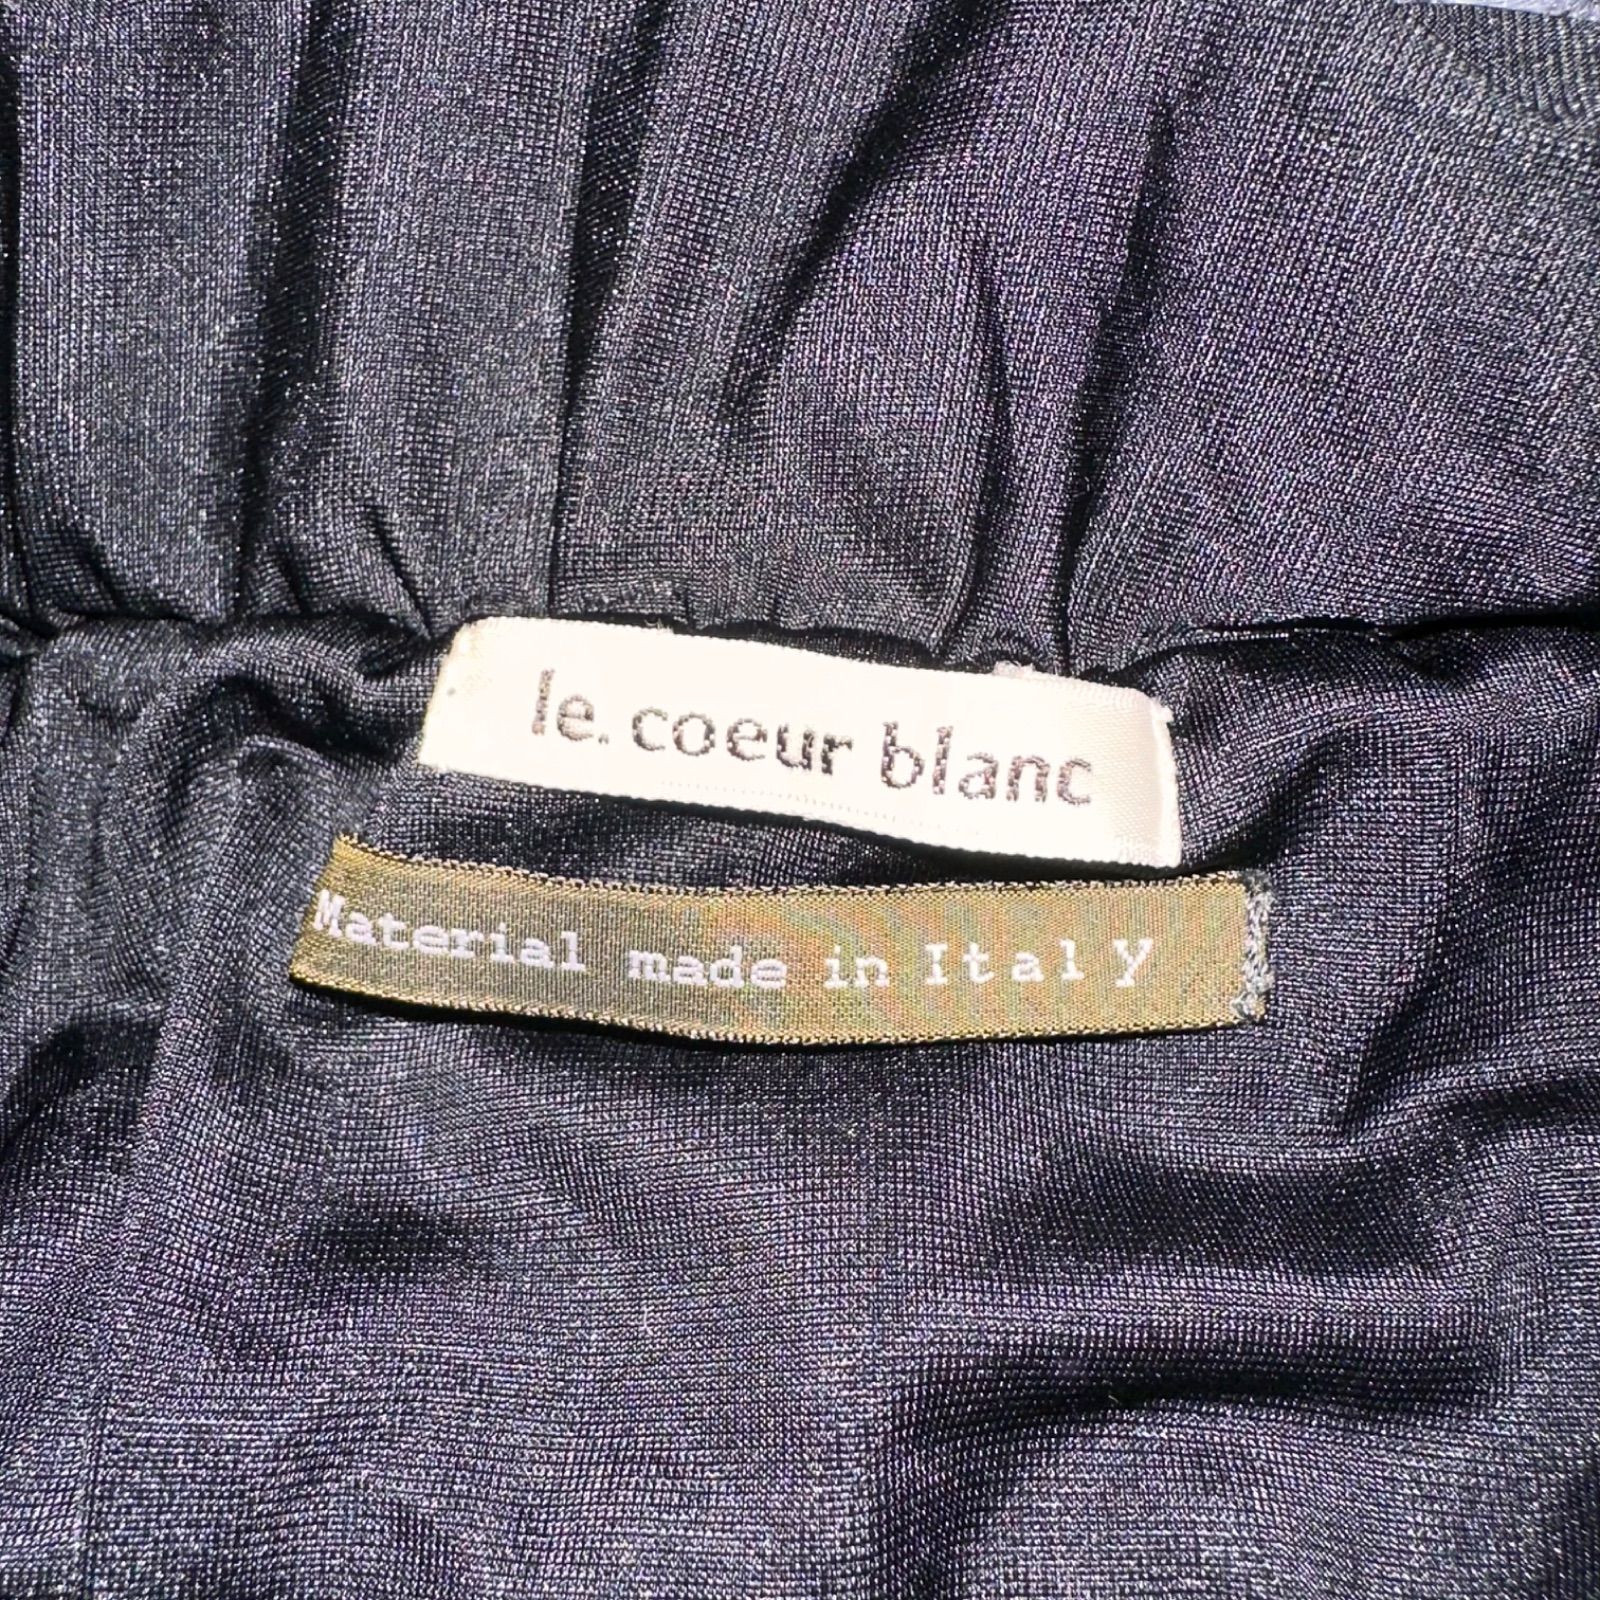 le. coeur blanc
Material made in Italy